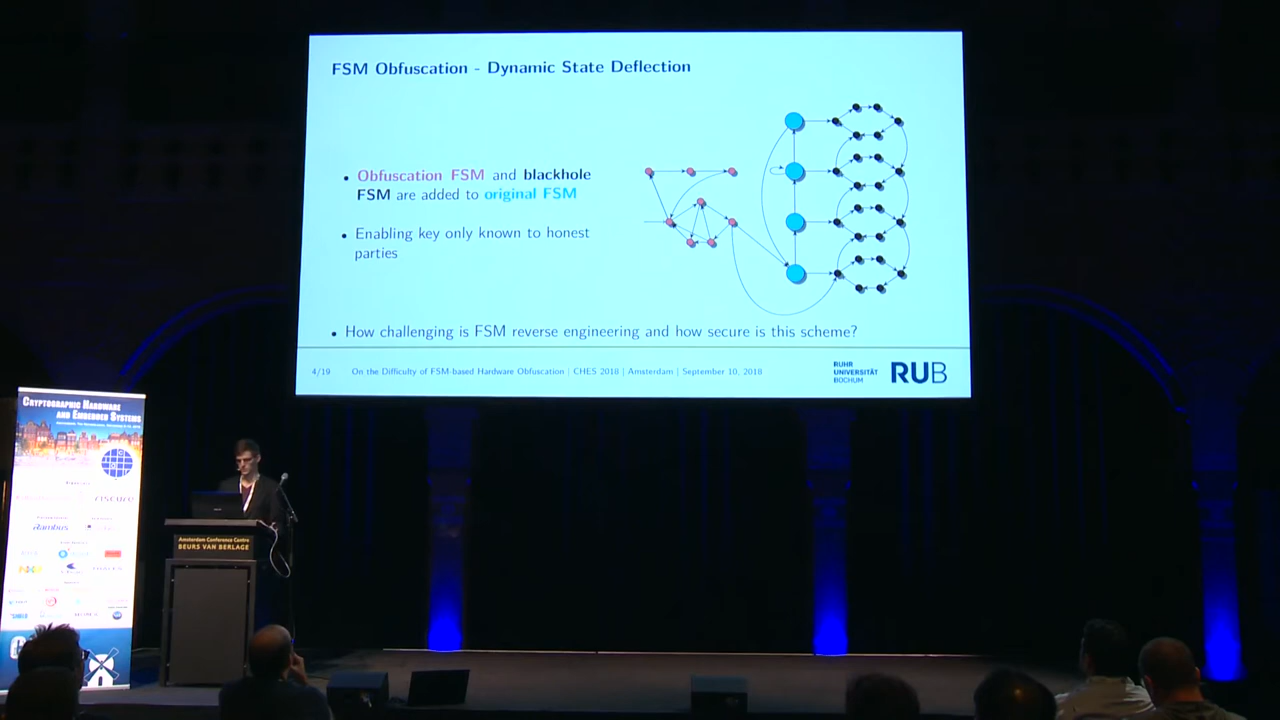 FSM Obfuscation - Dynamic State Deflection
• Obfuscation FSM and blackhole
FSM are added to original FSM
• Enabling key only known to honest
parties
• How challenging is FSM reverse engineering and how secure is this scheme?
4/19 On the Difficulty of FSM-based Hardware Obfuscation | CHES 2018 | Amsterdam | September 10, 2018
RUHR
UNIVERSITÄT
BOCHUM
RUB
Cryptographic Hardware
and Embedded Systems
riscure
Rambus
Amsterdam Conference Centre
BEURS VAN BERLAGE